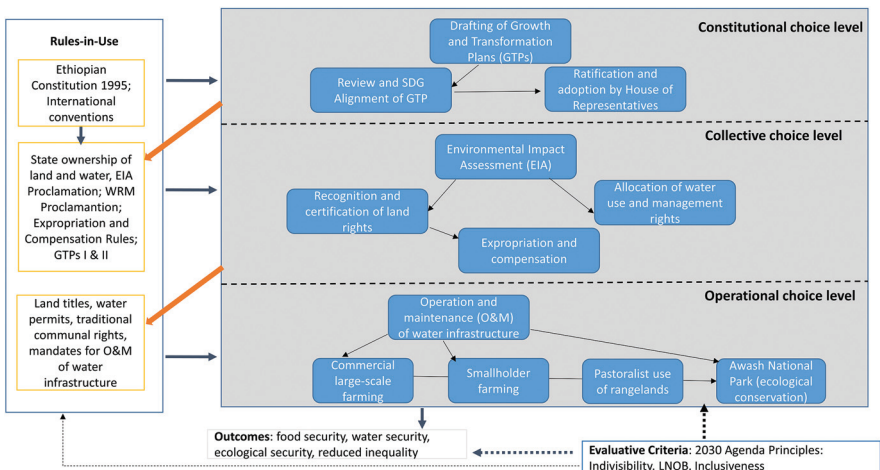 Rules-in-Use
Ethiopian
Constitution 1995;
International
conventions
State ownership of
land and water, EIA
Proclamation; WRM
Proclamantion;
Expropriation and
Compensation Rules;
GTPs I & II
Land titles, water
permits, traditional
communal rights,
mandates for O&M
of water
infrastructure
Constitutional choice level
Drafting of Growth
and Transformation
Plans (GTPs)
Review and SDG
Alignment of GTP
Ratification and
adoption by House of
Representatives
Collective choice level
Environmental Impact
Assessment (EIA)
Recognition and
certification of land
rights
Allocation of water
use and management
rights
Expropriation and
compensation
Operational choice level
Operation and
maintenance (O&M)
of water infrastructure
Commercial
large-scale
farming
Smallholder
farming
Pastoralist use
of rangelands
Awash National
Park (ecological
conservation)
Outcomes: food security, water security,
ecological security, reduced inequality
Evaluative Criteria: 2030 Agenda Principles:
Indivisibility, LNOB, Inclusiveness